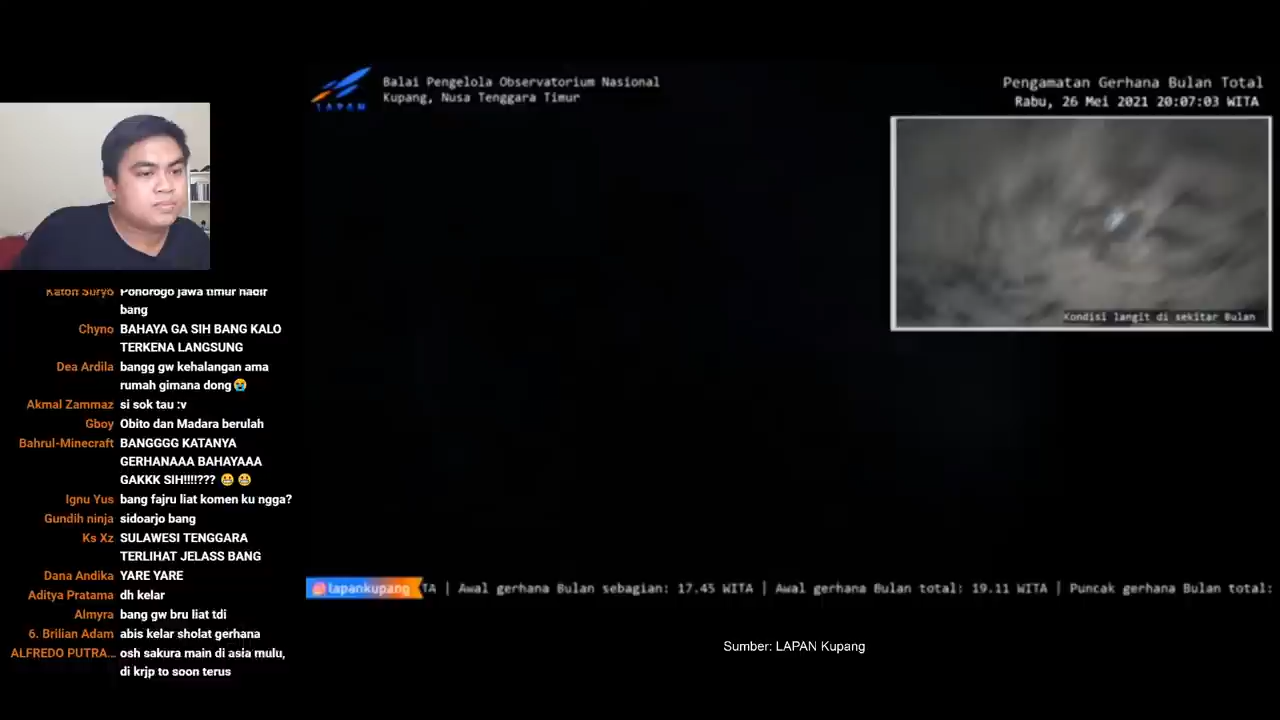 LAPAN
Balai Pengelola Observatorium Nasional
Kupang, Nusa Tenggara Timur
Pengamatan Gerhana Bulan Total
Rabu, 26 Mei 2021 20:07:03 WITA
Kondisi langit di sekitar Bulan
Katon Suryo Ponorogo jawa timur hadir
bang
Chyno BAHAYA GA SIH BANG KALO
TERKENA LANGSUNG
Dea Ardila bangg gw kehalangan ama
rumah gimana dong😭
Akmal Zammaz si sok tau :v
Gboy Obito dan Madara berulah
Bahrul-Minecraft BANGGGG KATANYA
GERHANAAA BAHAYAAA
GAKKK SIH!!!!??? 😬 😬
Ignu Yus bang fajru liat komen ku ngga?
Gundih ninja sidoarjo bang
Ks Xz SULAWESI TENGGARA
TERLIHAT JELASS BANG
Dana Andika YARE YARE
Aditya Pratama dh kelar
Almyra bang gw bru liat tdi
6. Brilian Adam abis kelar sholat gerhana
ALFREDO PUTRA... osh sakura main di asia mulu,
di krjp to soon terus
lapankupang TA | Awal gerhana Bulan sebagian: 17.45 WITA | Awal gerhana Bulan total: 19.11 WITA | Puncak gerhana Bulan total:
Sumber: LAPAN Kupang